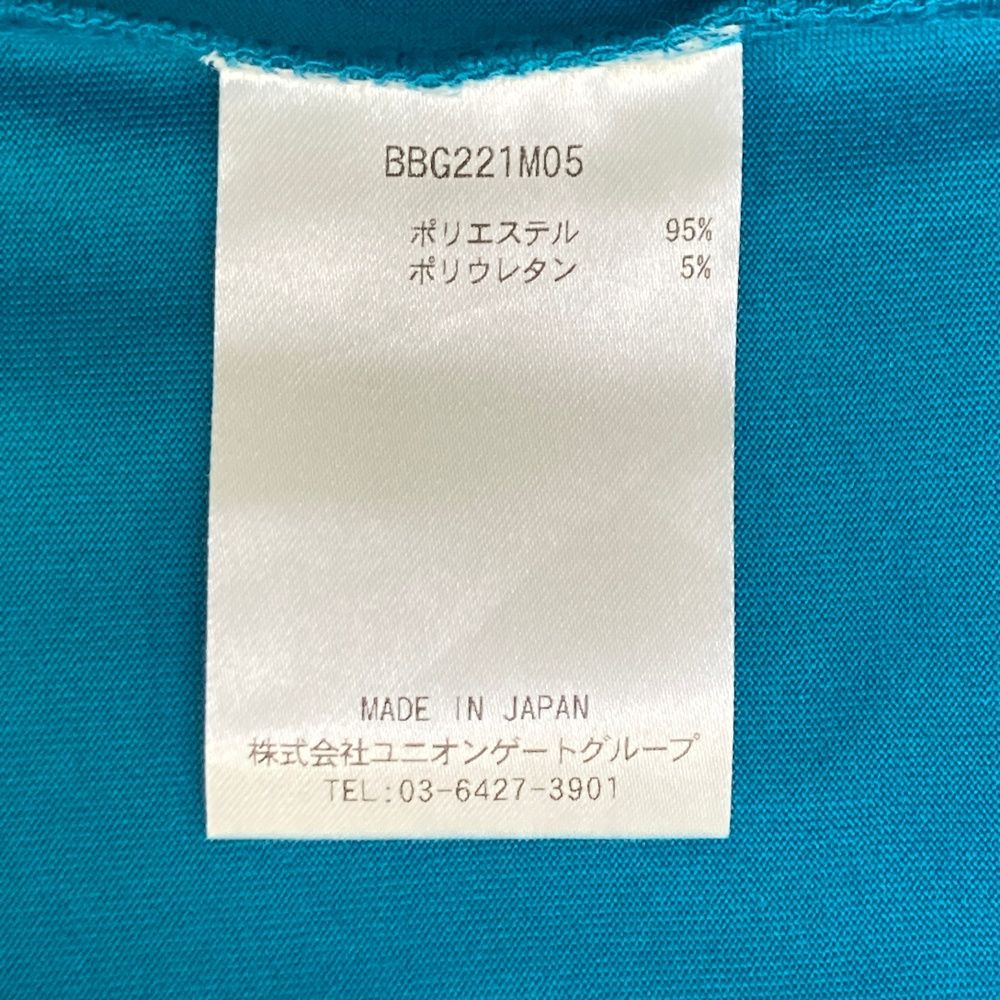 BBG221M05
ポリエステル 95%
ポリウレタン 5%
MADE IN JAPAN
株式会社ユニオンゲートグループ
TEL:03-6427-3901